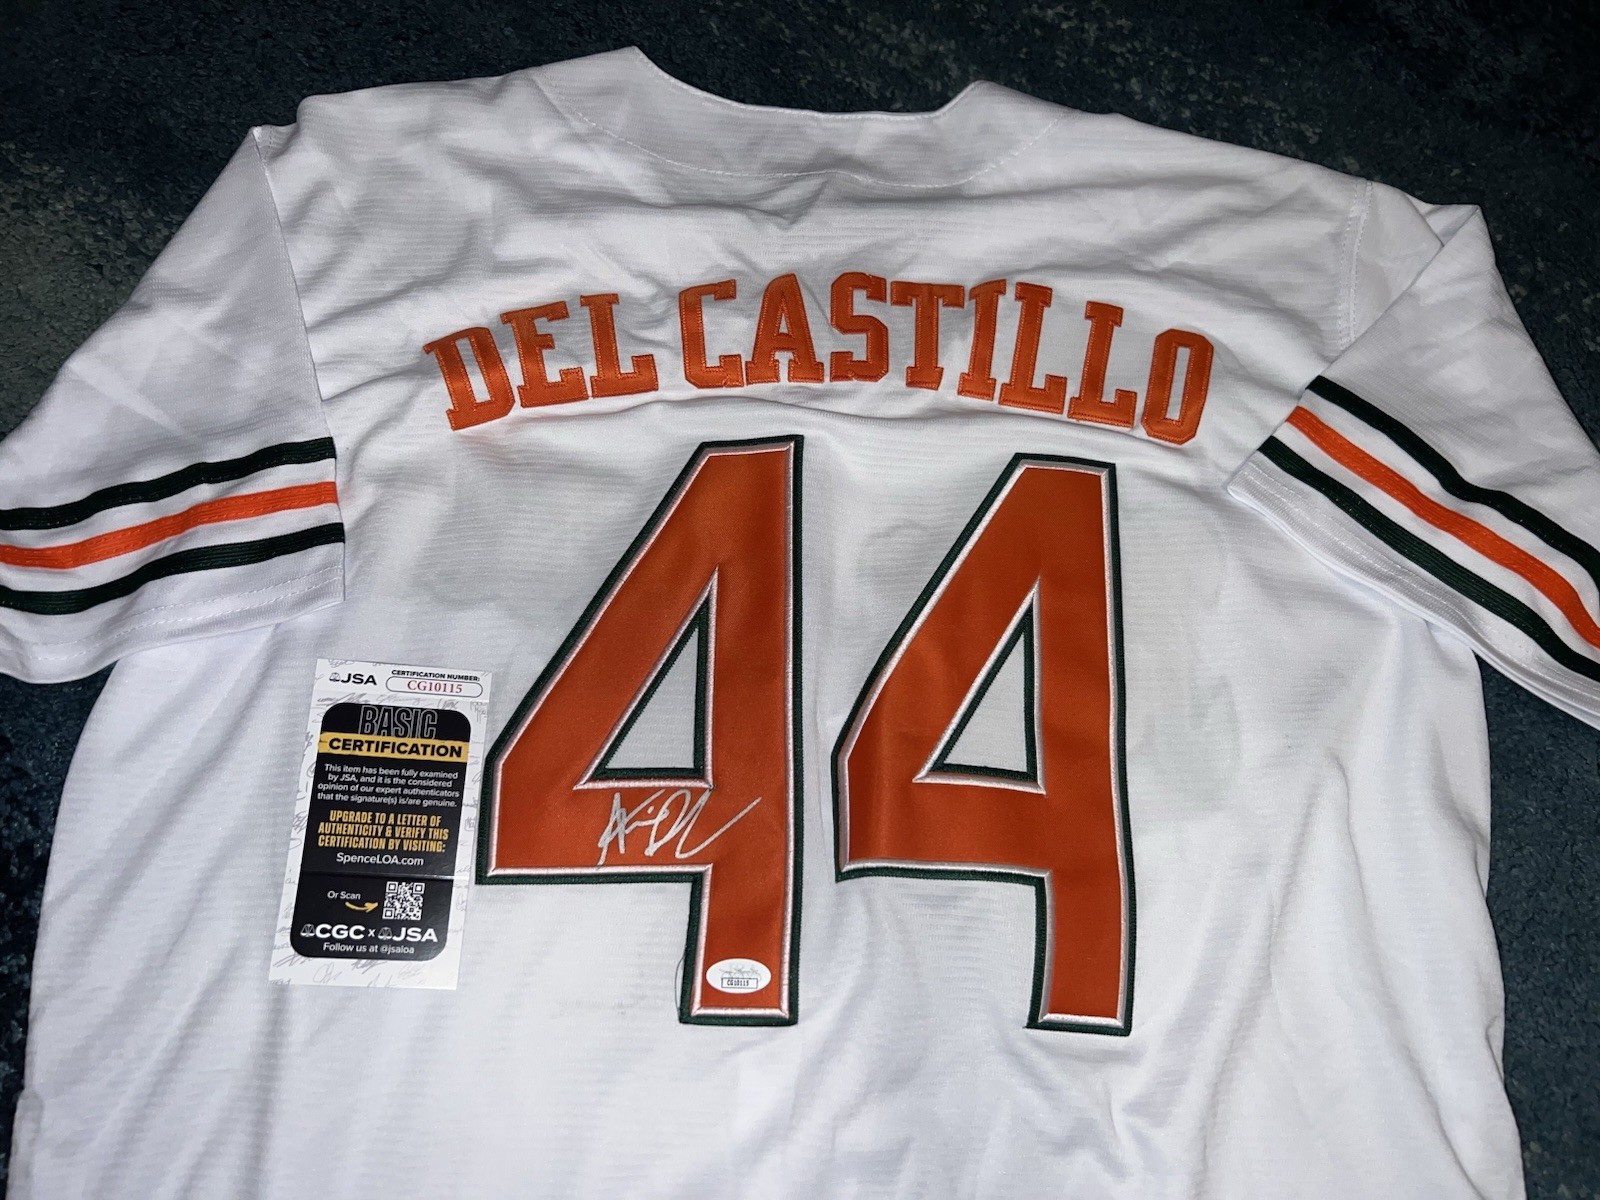 DEL CASTILLO
44
JSA
CERTIFICATION NUMBER:
CG10115
BASIC
CERTIFICATION
This item has been fully examined
by JSA, and it is the considered
opinion of our expert authenticators
that the signature(s) is/are genuine.
UPGRADE TO A LETTER OF
AUTHENTICITY & VERIFY THIS
CERTIFICATION BY VISITING:
SpenceLOA.com
Or Scan
CGC x JSA
Follow us at @jsaloa
CG10115